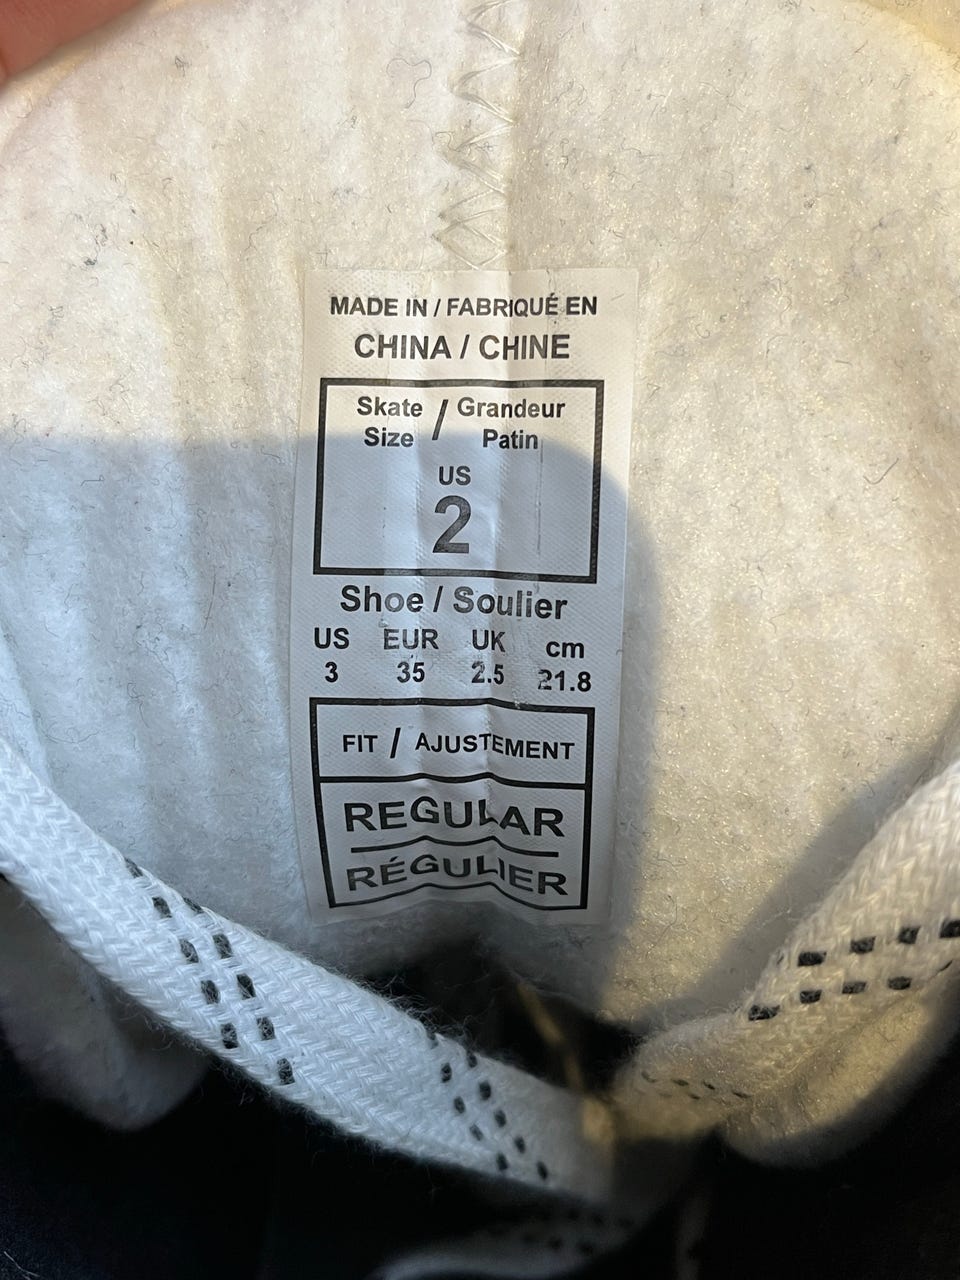 MADE IN / FABRIQUÉ EN
CHINA / CHINE
Skate Size / Grandeur Patin
US
2
Shoe / Soulier
US EUR UK cm
3 35 2.5 21.8
FIT / AJUSTEMENT
REGULAR
RÉGULIER